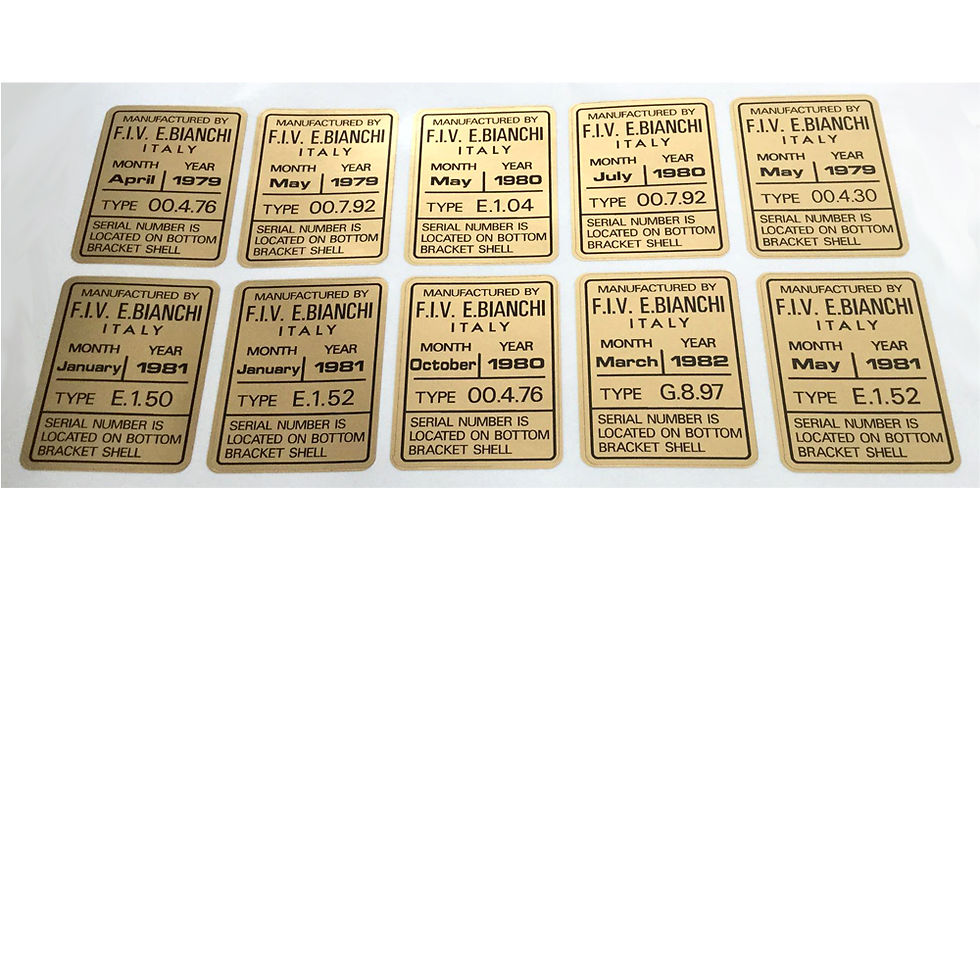 MANUFACTURED BY
F.I.V. E.BIANCHI
ITALY
MONTH YEAR
April 1979
TYPE 00.4.76
SERIAL NUMBER IS
LOCATED ON BOTTOM
BRACKET SHELL
MANUFACTURED BY
F.I.V. E.BIANCHI
ITALY
MONTH YEAR
May 1979
TYPE 00.7.92
SERIAL NUMBER IS
LOCATED ON BOTTOM
BRACKET SHELL
MANUFACTURED BY
F.I.V. E.BIANCHI
ITALY
MONTH YEAR
May 1980
TYPE E.1.04
SERIAL NUMBER IS
LOCATED ON BOTTOM
BRACKET SHELL
MANUFACTURED BY
F.I.V. E.BIANCHI
ITALY
MONTH YEAR
July 1980
TYPE 00.7.92
SERIAL NUMBER IS
LOCATED ON BOTTOM
BRACKET SHELL
MANUFACTURED BY
F.I.V. E.BIANCHI
ITALY
MONTH YEAR
May 1979
TYPE 00.4.30
SERIAL NUMBER IS
LOCATED ON BOTTOM
BRACKET SHELL
MANUFACTURED BY
F.I.V. E.BIANCHI
ITALY
MONTH YEAR
January 1981
TYPE E.1.50
SERIAL NUMBER IS
LOCATED ON BOTTOM
BRACKET SHELL
MANUFACTURED BY
F.I.V. E.BIANCHI
ITALY
MONTH YEAR
January 1981
TYPE E.1.52
SERIAL NUMBER IS
LOCATED ON BOTTOM
BRACKET SHELL
MANUFACTURED BY
F.I.V. E.BIANCHI
ITALY
MONTH YEAR
October 1980
TYPE 00.4.76
SERIAL NUMBER IS
LOCATED ON BOTTOM
BRACKET SHELL
MANUFACTURED BY
F.I.V. E.BIANCHI
ITALY
MONTH YEAR
March 1982
TYPE G.8.97
SERIAL NUMBER IS
LOCATED ON BOTTOM
BRACKET SHELL
MANUFACTURED BY
F.I.V. E.BIANCHI
ITALY
MONTH YEAR
May 1981
TYPE E.1.52
SERIAL NUMBER IS
LOCATED ON BOTTOM
BRACKET SHELL